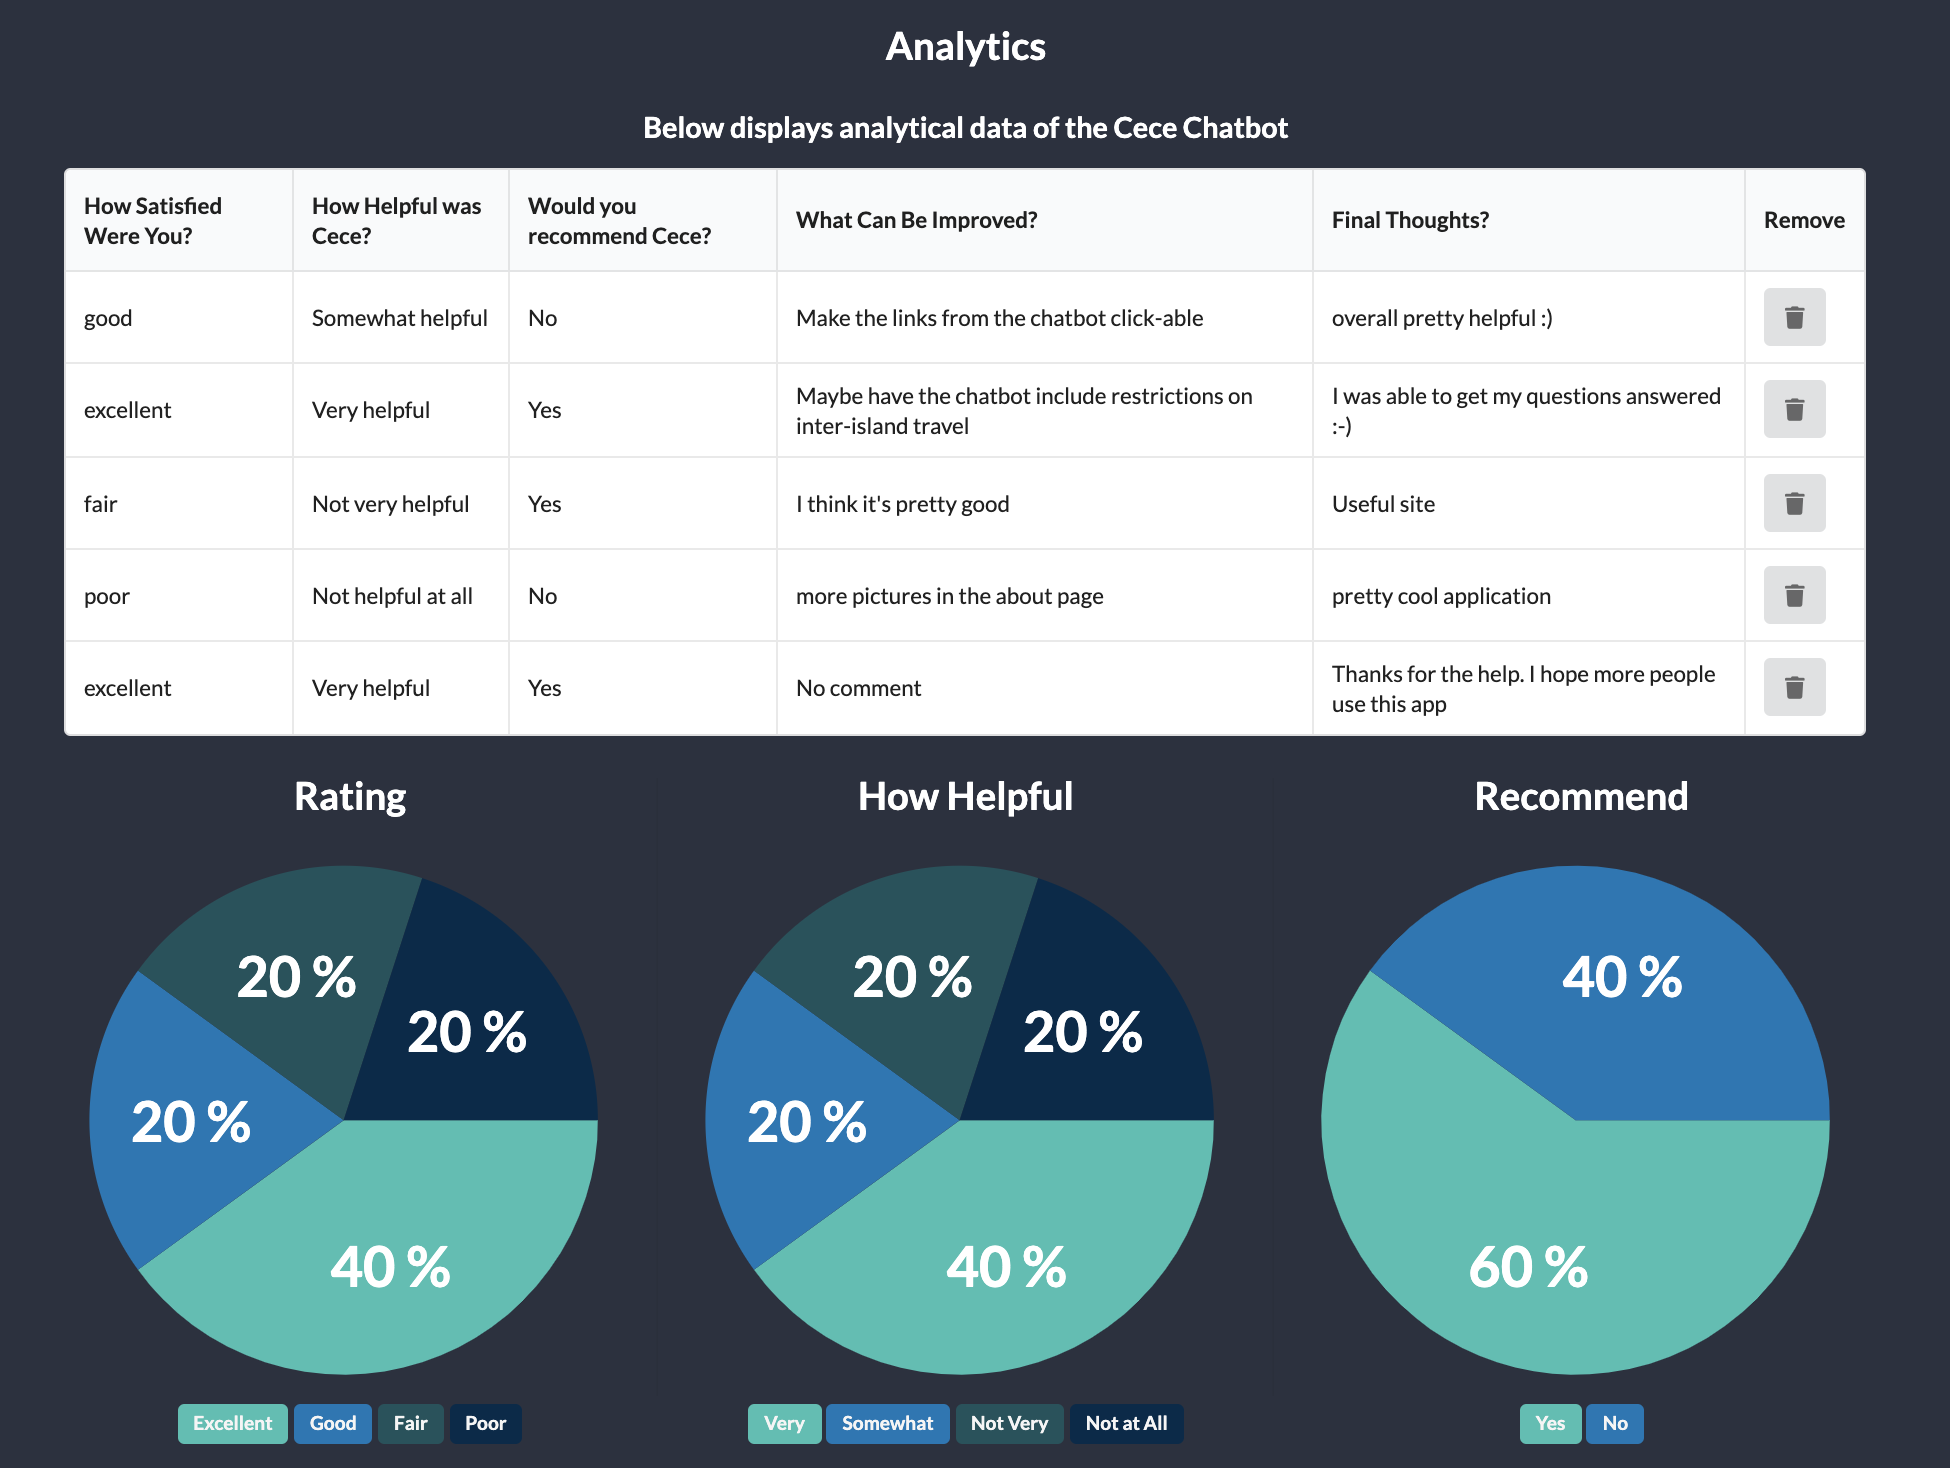 Analytics
Below displays analytical data of the Cece Chatbot
How Satisfied
Were You?
How Helpful was
Cece?
Would you
recommend Cece?
What Can Be Improved?
Final Thoughts?
Remove
good
Somewhat helpful
No
Make the links from the chatbot click-able
overall pretty helpful :)
excellent
Very helpful
Yes
Maybe have the chatbot include restrictions on
inter-island travel
I was able to get my questions answered
:-)
fair
Not very helpful
Yes
I think it's pretty good
Useful site
poor
Not helpful at all
No
more pictures in the about page
pretty cool application
excellent
Very helpful
Yes
No comment
Thanks for the help. I hope more people
use this app
Rating
20 %
20 %
20 %
40 %
Excellent
Good
Fair
Poor
How Helpful
20 %
20 %
20 %
40 %
Very
Somewhat
Not Very
Not at All
Recommend
40 %
60 %
Yes
No